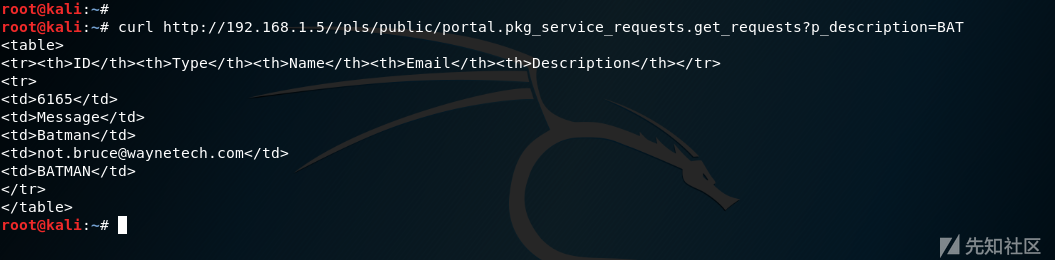 root@kali:~#
root@kali:~# curl http://192.168.1.5//pls/public/portal.pkg_service_requests.get_requests?p_description=BAT
<table>
<tr><th>ID</th><th>Type</th><th>Name</th><th>Email</th><th>Description</th></tr>
<tr>
<td>6165</td>
<td>Message</td>
<td>Batman</td>
<td>not.bruce@waynetech.com</td>
<td>BATMAN</td>
</tr>
</table>
root@kali:~#
先知社区